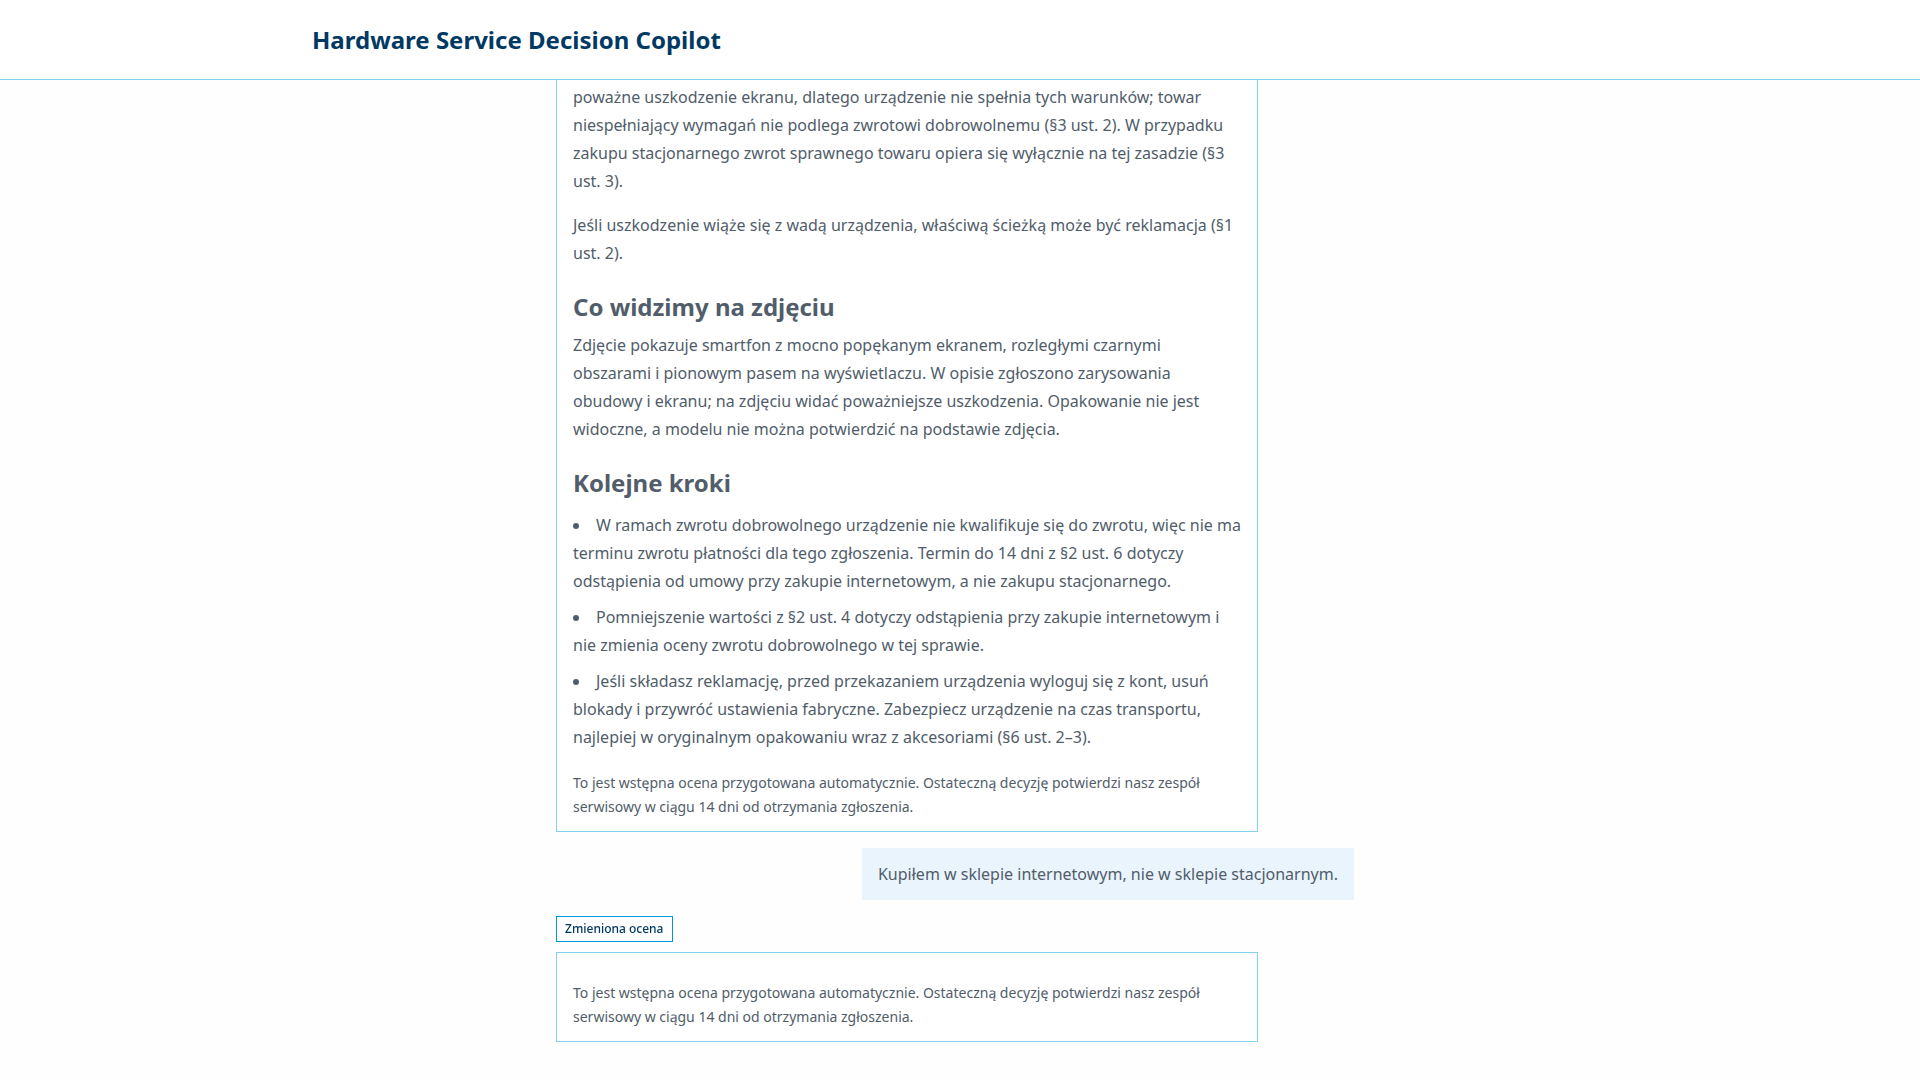 Hardware Service Decision Copilot
poważne uszkodzenie ekranu, dlatego urządzenie nie spełnia tych warunków; towar
niespełniający wymagań nie podlega zwrotowi dobrowolnemu (§3 ust. 2). W przypadku
zakupu stacjonarnego zwrot sprawnego towaru opiera się wyłącznie na tej zasadzie (§3
ust. 3).
Jeśli uszkodzenie wiąże się z wadą urządzenia, właściwą ścieżką może być reklamacja (§1
ust. 2).
Co widzimy na zdjęciu
Zdjęcie pokazuje smartfon z mocno popękanym ekranem, rozległymi czarnymi
obszarami i pionowym pasem na wyświetlaczu. W opisie zgłoszono zarysowania
obudowy i ekranu; na zdjęciu widać poważniejsze uszkodzenia. Opakowanie nie jest
widoczne, a modelu nie można potwierdzić na podstawie zdjęcia.
Kolejne kroki
• W ramach zwrotu dobrowolnego urządzenie nie kwalifikuje się do zwrotu, więc nie ma
terminu zwrotu płatności dla tego zgłoszenia. Termin do 14 dni z §2 ust. 6 dotyczy
odstąpienia od umowy przy zakupie internetowym, a nie zakupu stacjonarnego.
• Pomniejszenie wartości z §2 ust. 4 dotyczy odstąpienia przy zakupie internetowym i
nie zmienia oceny zwrotu dobrowolnego w tej sprawie.
• Jeśli składasz reklamację, przed przekazaniem urządzenia wyloguj się z kont, usuń
blokady i przywróć ustawienia fabryczne. Zabezpiecz urządzenie na czas transportu,
najlepiej w oryginalnym opakowaniu wraz z akcesoriami (§6 ust. 2–3).
To jest wstępna ocena przygotowana automatycznie. Ostateczną decyzję potwierdzi nasz zespół
serwisowy w ciągu 14 dni od otrzymania zgłoszenia.
Kupiłem w sklepie internetowym, nie w sklepie stacjonarnym.
Zmieniona ocena
To jest wstępna ocena przygotowana automatycznie. Ostateczną decyzję potwierdzi nasz zespół
serwisowy w ciągu 14 dni od otrzymania zgłoszenia.